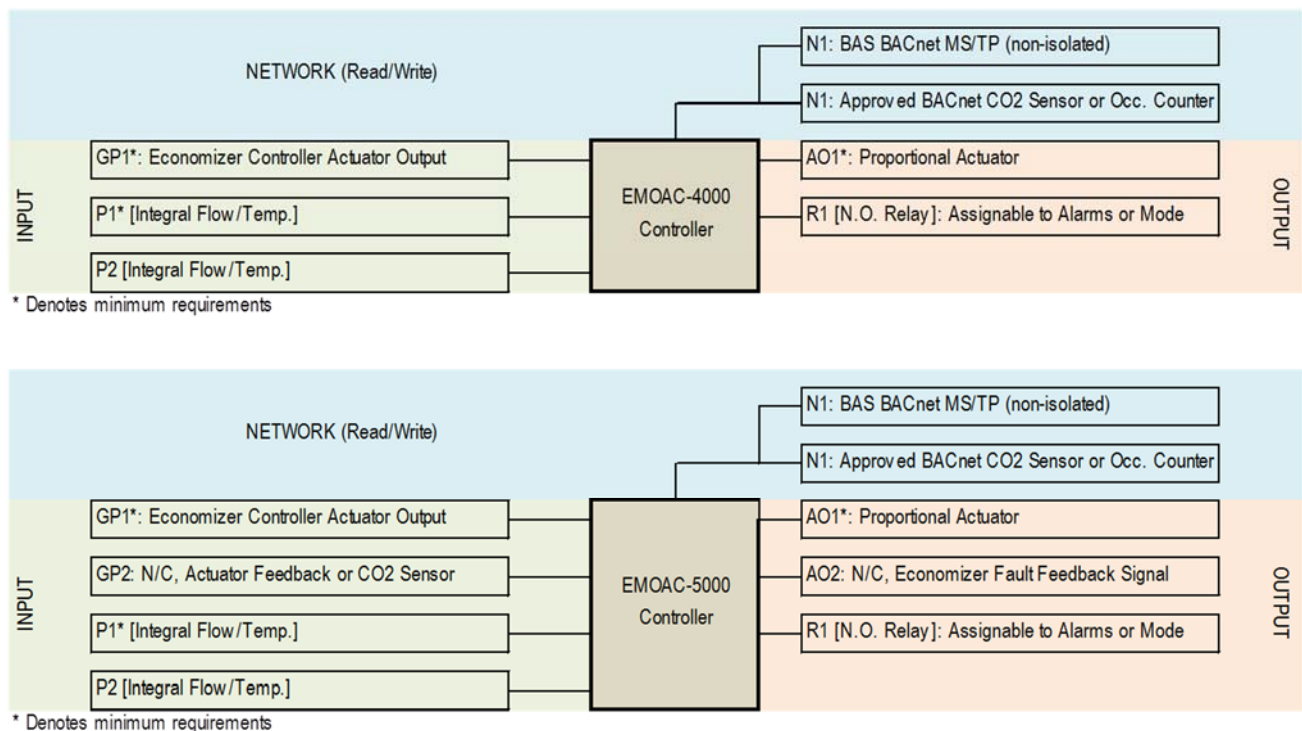 NETWORK (Read/Write)
N1: BAS BACnet MS/TP (non-isolated)
N1: Approved BACnet CO2 Sensor or Occ. Counter
INPUT
GP1*: Economizer Controller Actuator Output
P1* [Integral Flow/Temp.]
P2 [Integral Flow/Temp.]
EMOAC-4000
Controller
AO1*: Proportional Actuator
R1 [N.O. Relay]: Assignable to Alarms or Mode
OUTPUT
* Denotes minimum requirements
NETWORK (Read/Write)
N1: BAS BACnet MS/TP (non-isolated)
N1: Approved BACnet CO2 Sensor or Occ. Counter
INPUT
GP1*: Economizer Controller Actuator Output
GP2: N/C, Actuator Feedback or CO2 Sensor
P1* [Integral Flow/Temp.]
P2 [Integral Flow/Temp.]
EMOAC-5000
Controller
AO1*: Proportional Actuator
AO2: N/C, Economizer Fault Feedback Signal
R1 [N.O. Relay]: Assignable to Alarms or Mode
OUTPUT
* Denotes minimum requirements